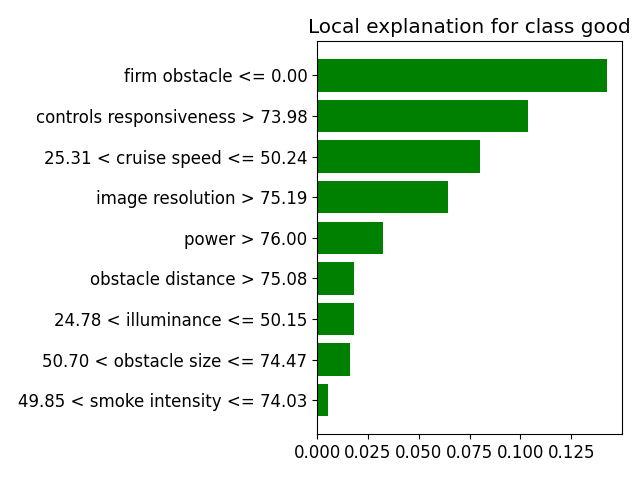 Local explanation for class good
firm obstacle <= 0.00
controls responsiveness > 73.98
25.31 < cruise speed <= 50.24
image resolution > 75.19
power > 76.00
obstacle distance > 75.08
24.78 < illuminance <= 50.15
50.70 < obstacle size <= 74.47
49.85 < smoke intensity <= 74.03
0.000 0.025 0.050 0.075 0.100 0.125